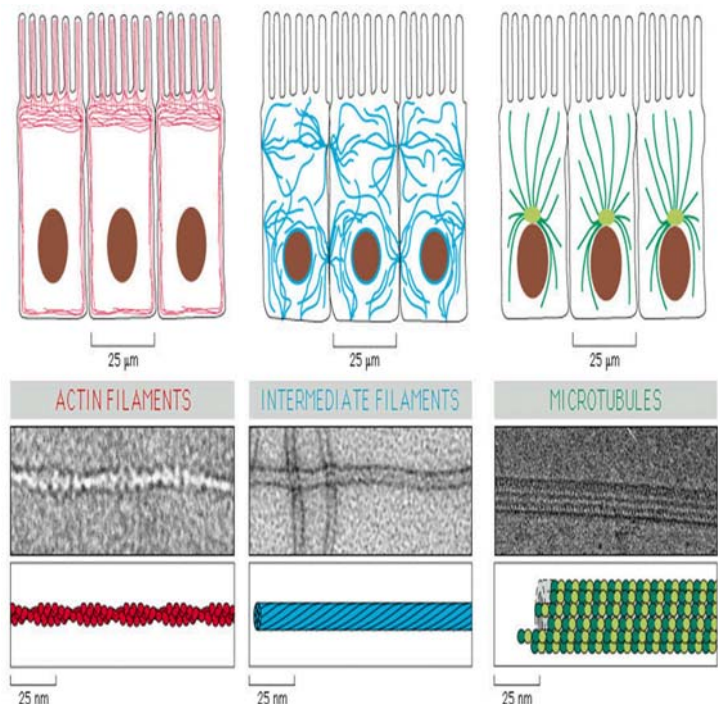 25 µm
25 µm
25 µm
ACTIN FILAMENTS
INTERMEDIATE FILAMENTS
MICROTUBULES
25 nm
25 nm
25 nm